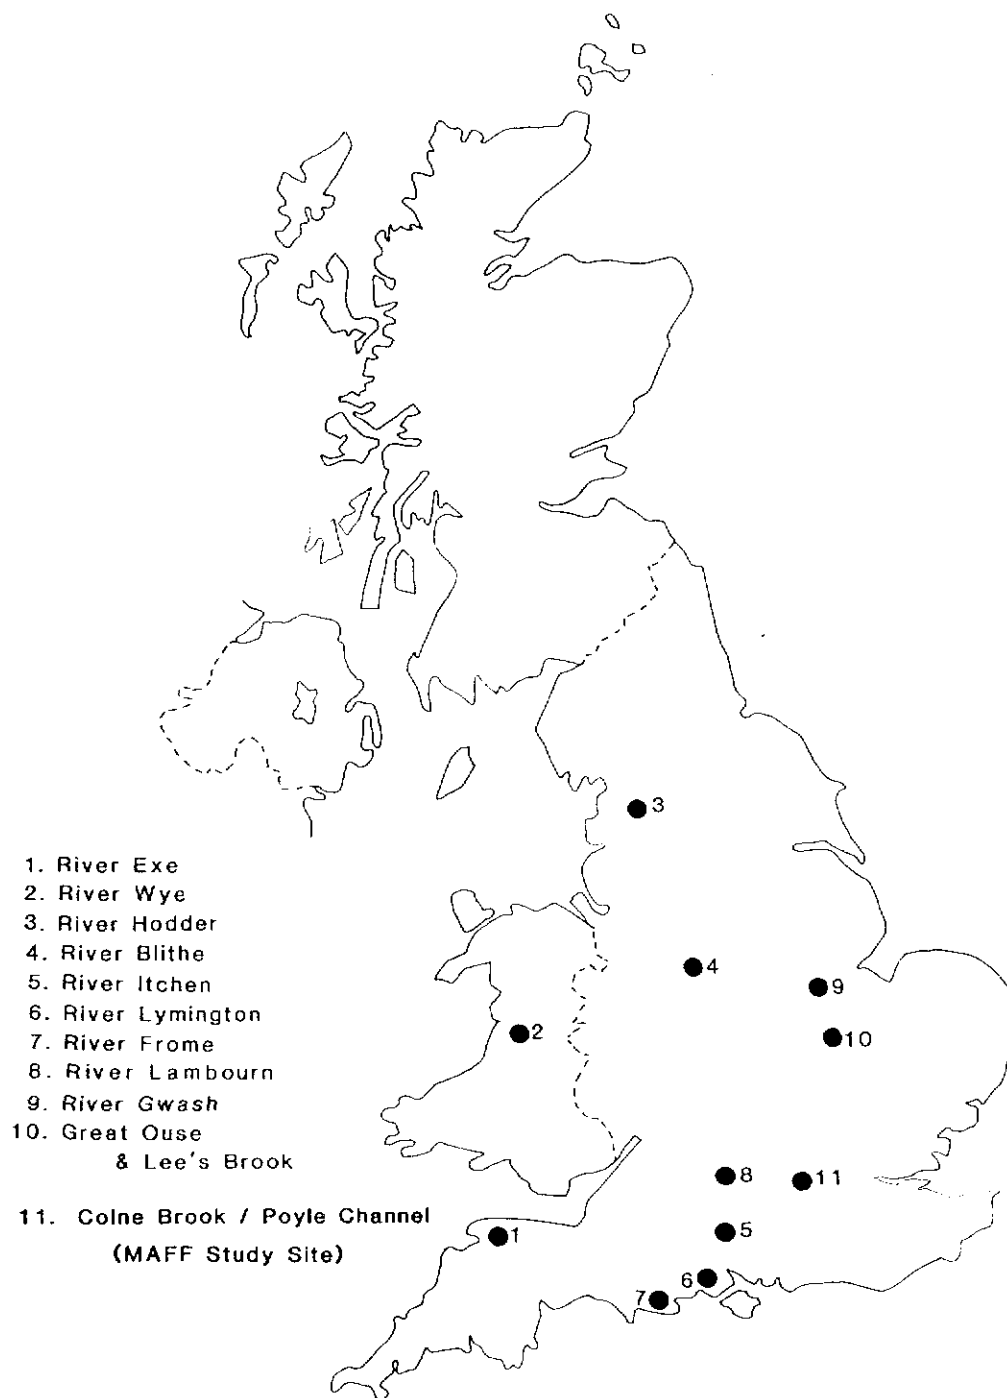 1. River Exe
2. River Wye
3. River Hodder
4. River Blithe
5. River Itchen
6. River Lymington
7. River Frome
8. River Lambourn
9. River Gwash
10. Great Ouse
& Lee's Brook
11. Colne Brook / Poyle Channel
(MAFF Study Site)
3
4
9
2
10
8
11
1
5
6
7